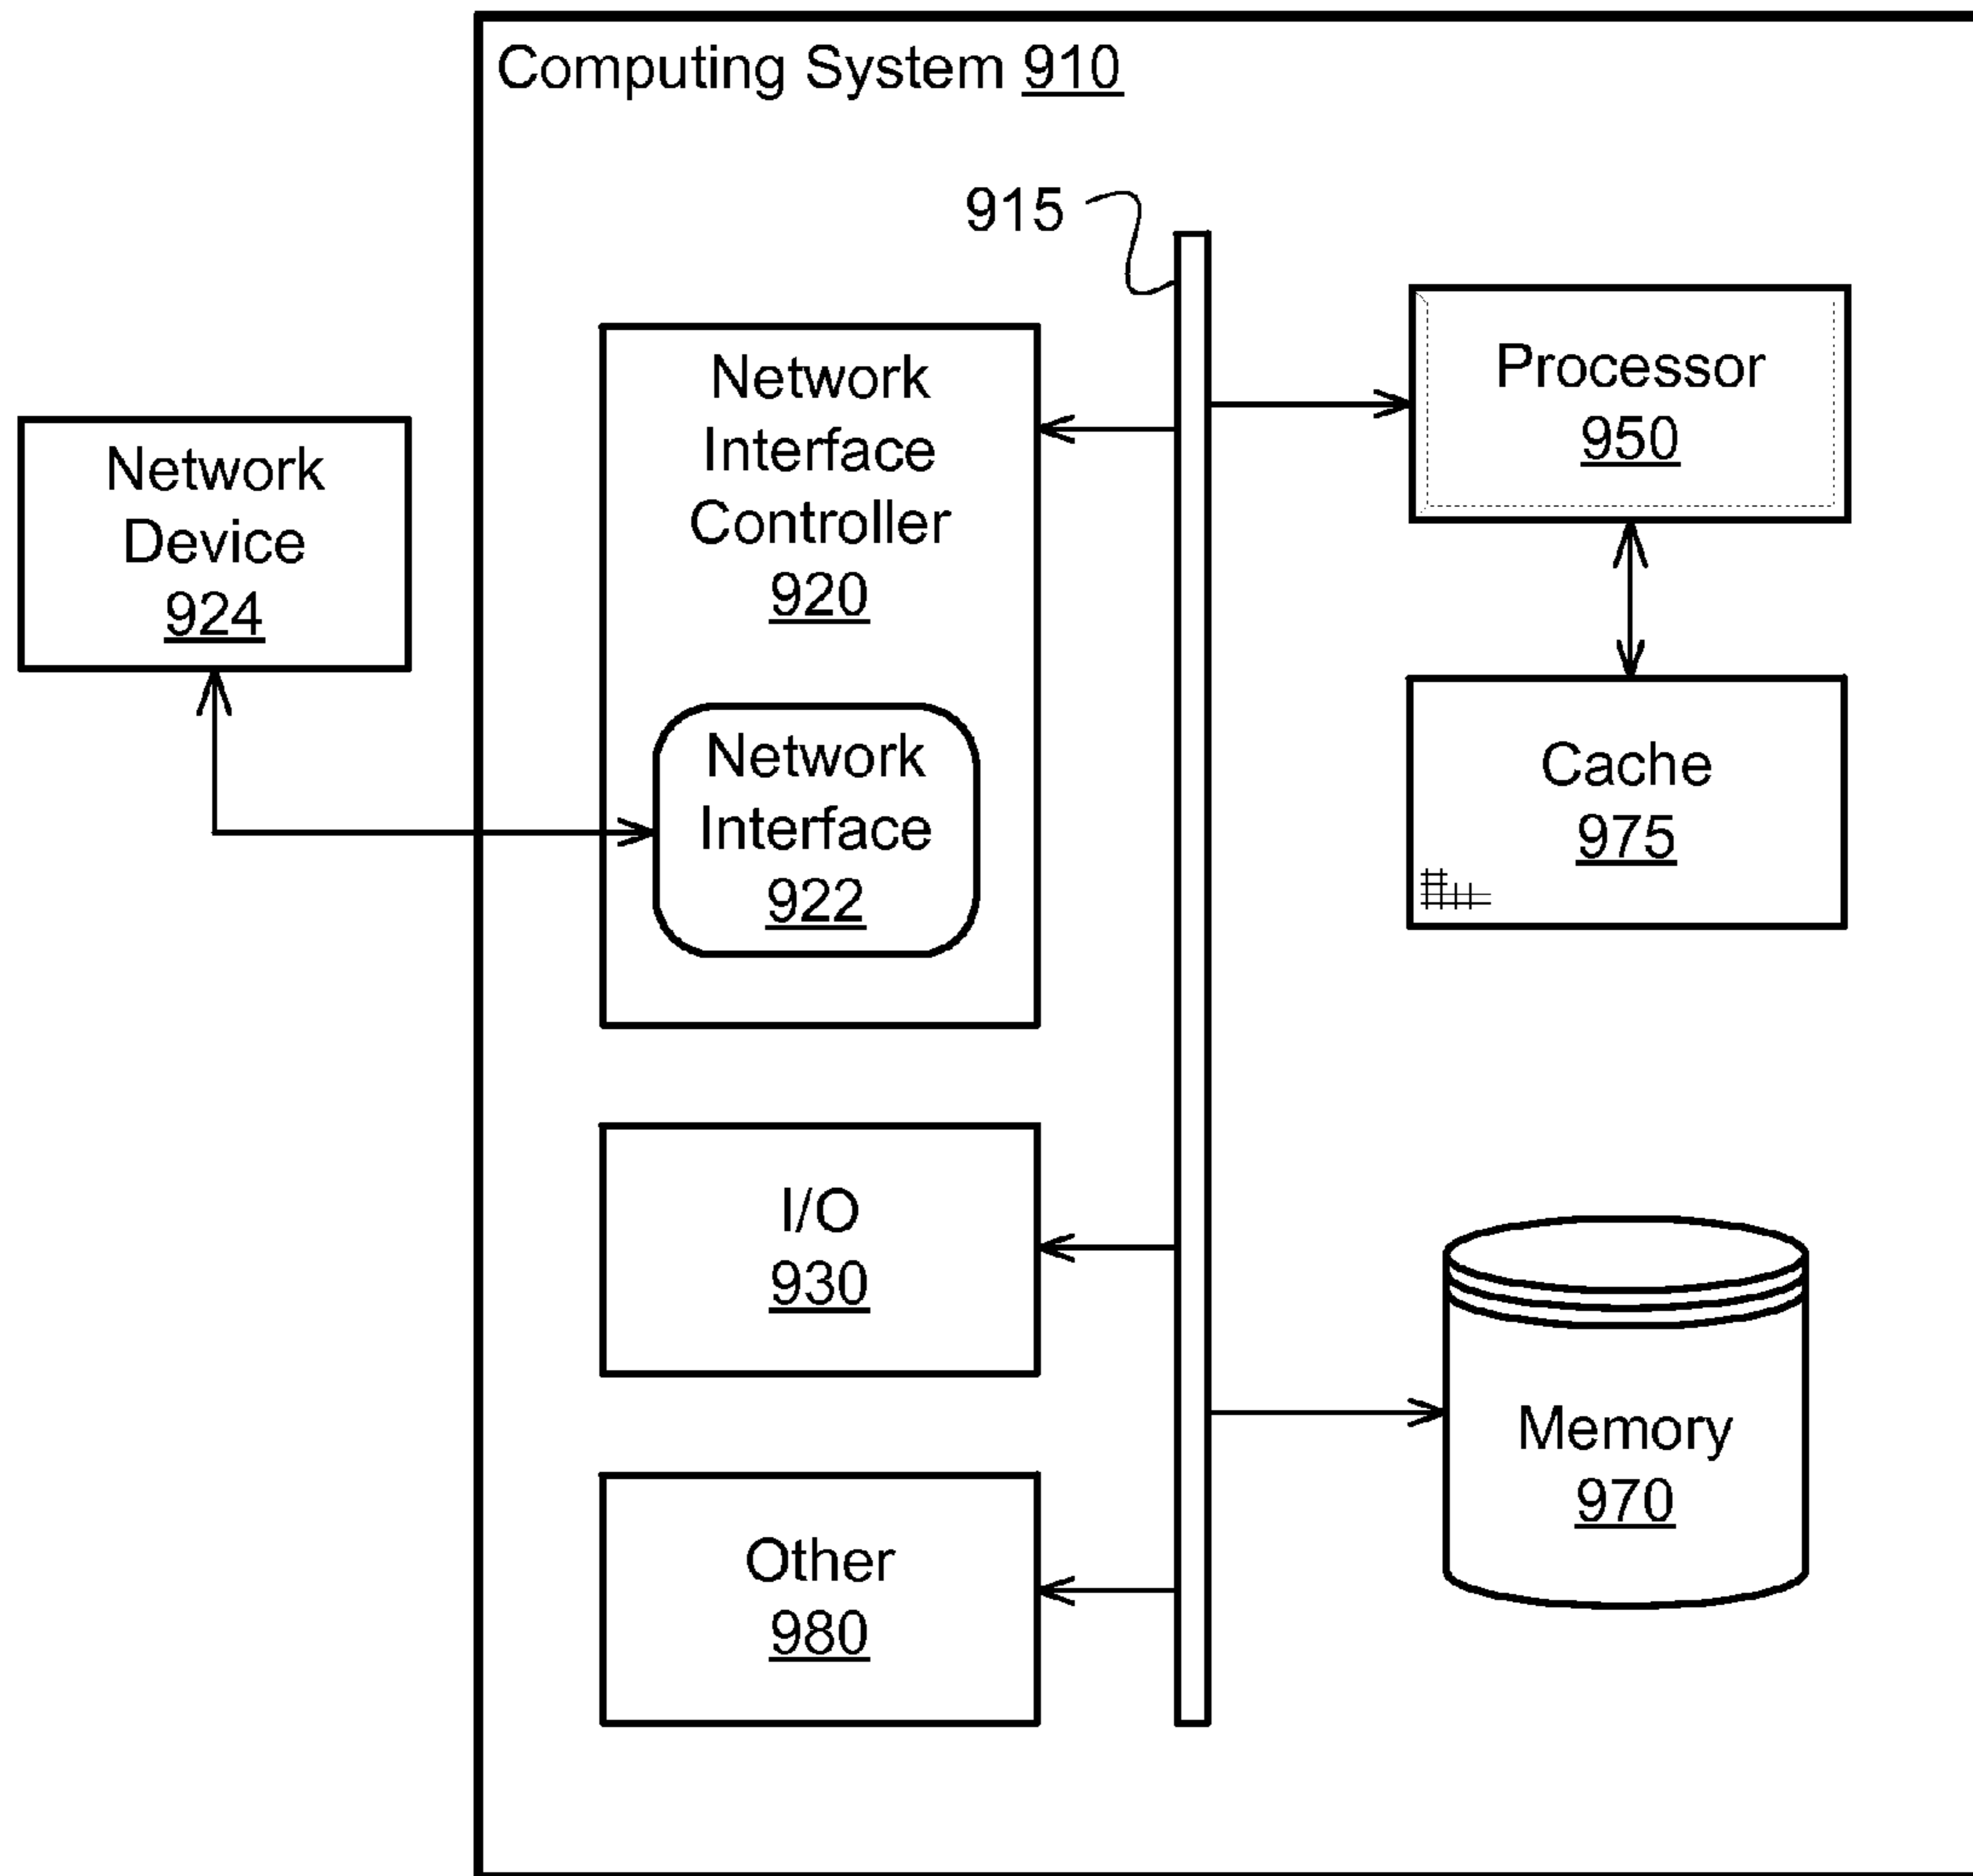 Computing System 910
915
Network
Interface
Controller
920
Processor
950
Network
Device
924
Network
Interface
922
Cache
975
I/O
930
Memory
970
Other
980